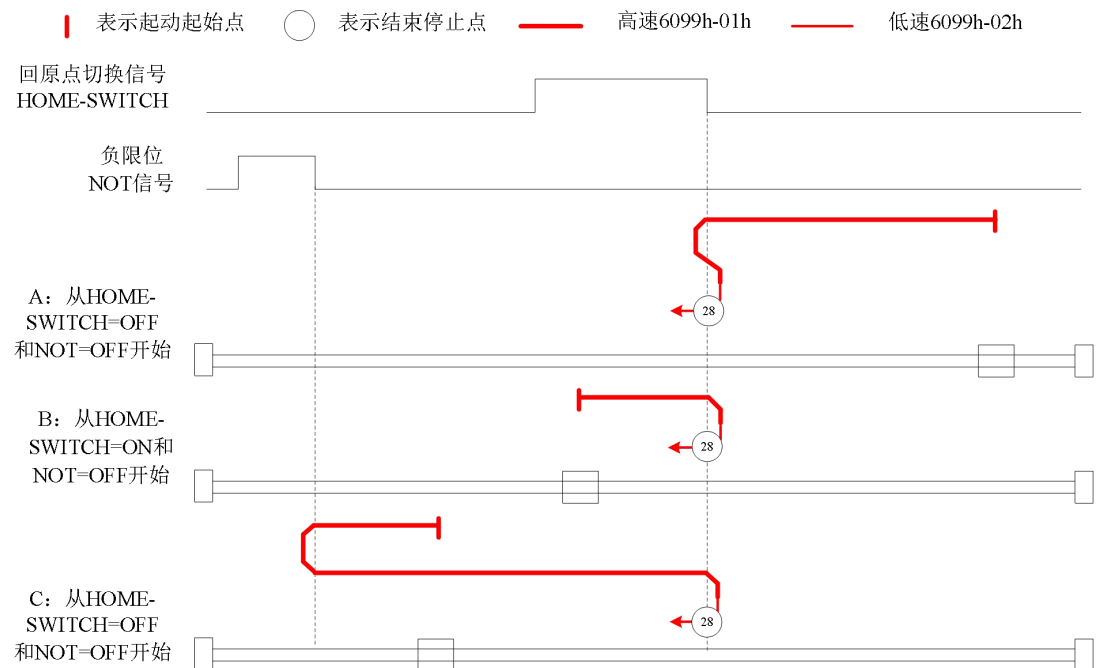 表示起动起始点 表示结束停止点 高速6099h-01h 低速6099h-02h
回原点切换信号
HOME-SWITCH
负限位
NOT信号
28
A：从HOME-
SWITCH=OFF
和NOT=OFF开始
B：从HOME-
SWITCH=ON和
NOT=OFF开始
28
C：从HOME-
SWITCH=OFF
和NOT=OFF开始
28